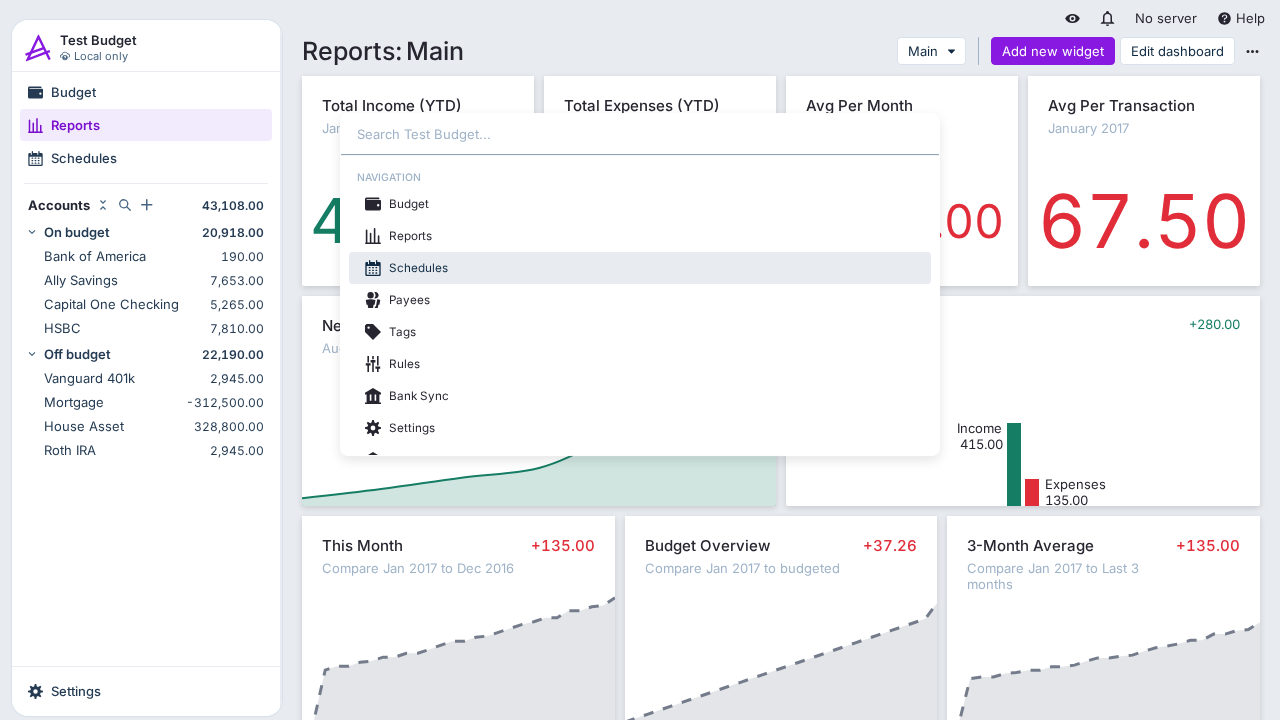 No server
Help
Test Budget
Local only
Budget
Reports
Schedules
Accounts
43,108.00
On budget
20,918.00
Bank of America
190.00
Ally Savings
7,653.00
Capital One Checking
5,265.00
HSBC
7,810.00
Off budget
22,190.00
Vanguard 401k
2,945.00
Mortgage
-312,500.00
House Asset
328,800.00
Roth IRA
2,945.00
Settings
Reports: Main
Main
Add new widget
Edit dashboard
Total Income (YTD)
Total Expenses (YTD)
Avg Per Month
Avg Per Transaction
January 2017
.00
67.50
Search Test Budget...
NAVIGATION
Budget
Reports
Schedules
Payees
Tags
Rules
Bank Sync
Settings
+280.00
Income
415.00
Expenses
135.00
This Month
+135.00
Compare Jan 2017 to Dec 2016
Budget Overview
+37.26
Compare Jan 2017 to budgeted
3-Month Average
+135.00
Compare Jan 2017 to Last 3
months